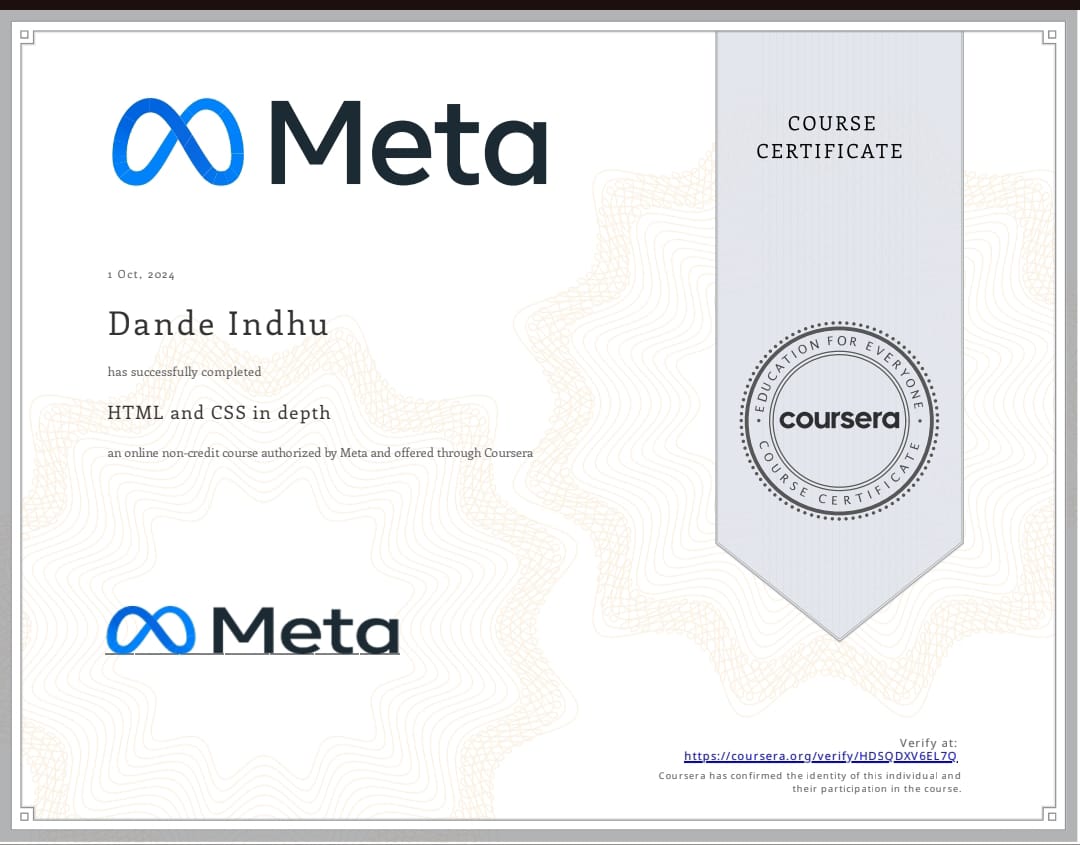 Meta
COURSE
CERTIFICATE
1 Oct, 2024
Dande Indhu
has successfully completed
HTML and CSS in depth
an online non-credit course authorized by Meta and offered through Coursera
EDUCATION FOR EVERYONE
coursera
COURSE CERTIFICATE
Meta
Verify at:
https://coursera.org/verify/HDSQDXV6EL7Q
Coursera has confirmed the identity of this individual and
their participation in the course.